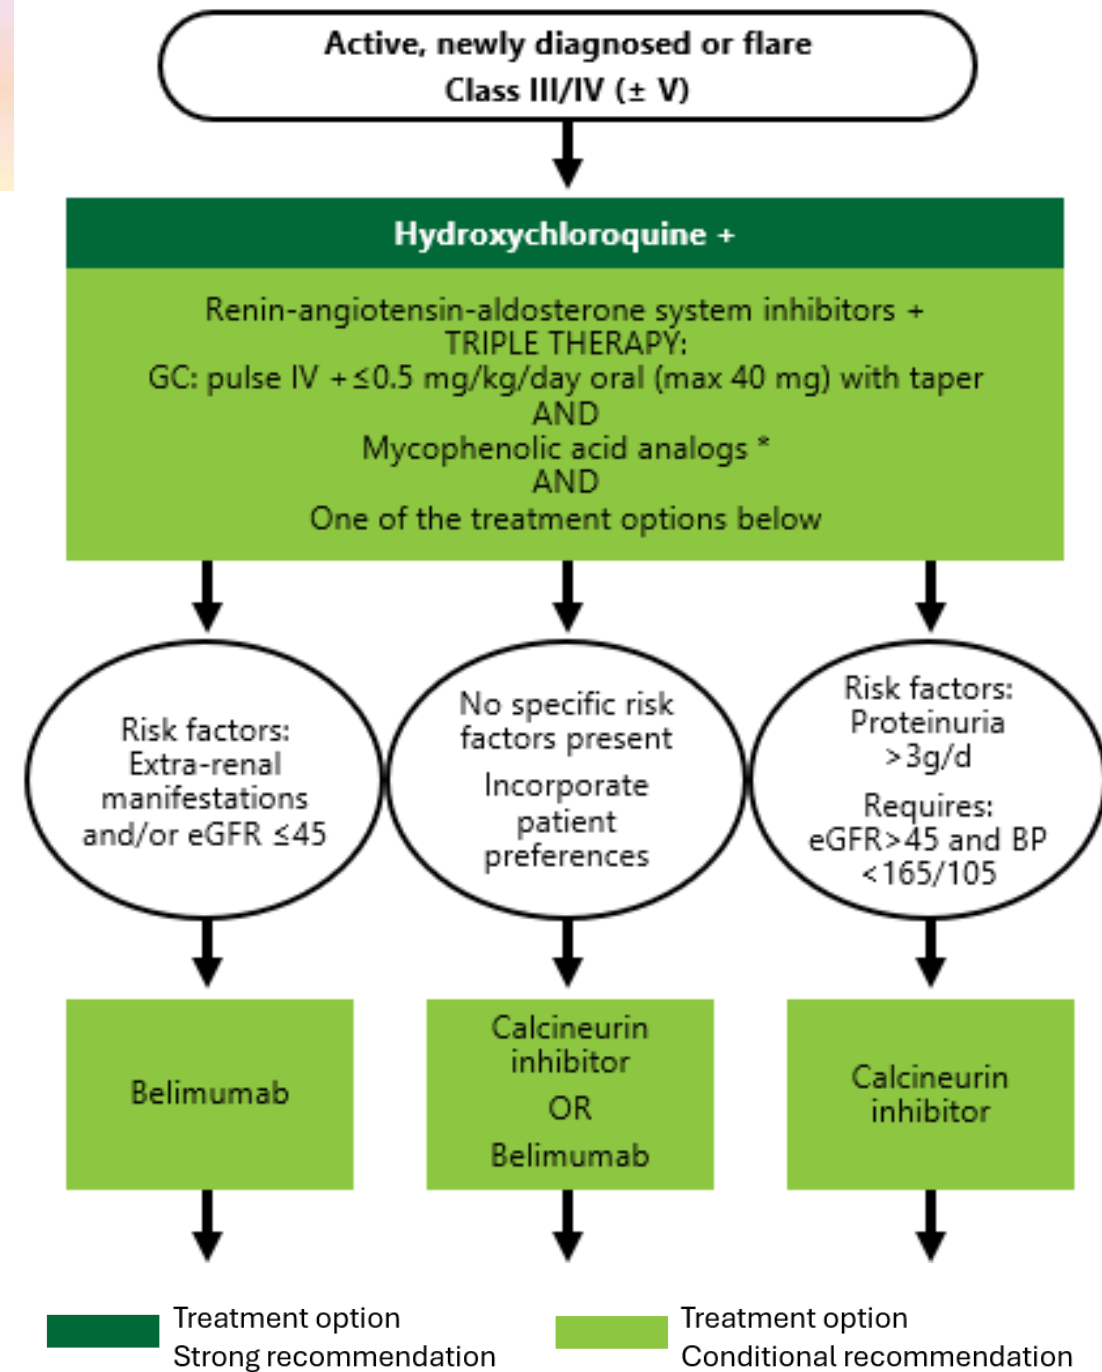 Active, newly diagnosed or flare
Class III/IV (± V)
Hydroxychloroquine +
Renin-angiotensin-aldosterone system inhibitors +
TRIPLE THERAPY:
GC: pulse IV +≤0.5 mg/kg/day oral (max 40 mg) with taper
AND
Mycophenolic acid analogs *
AND
One of the treatment options below
Risk factors:
Extra-renal
manifestations
and/or eGFR ≤45
No specific risk
factors present
Incorporate
patient
preferences
Risk factors:
Proteinuria
>3g/d
Requires:
eGFR>45 and BP
<165/105
Belimumab
Calcineurin
inhibitor
OR
Belimumab
Calcineurin
inhibitor
Treatment option
Strong recommendation
Treatment option
Conditional recommendation